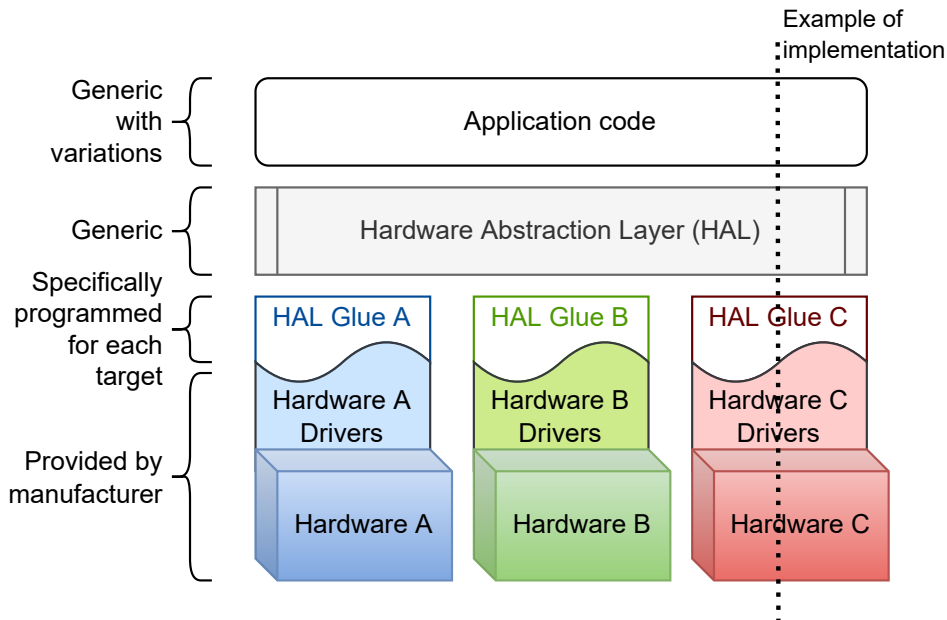 Example of
implementation
Generic
with
variations
Application code
Generic
Hardware Abstraction Layer (HAL)
Specifically
programmed
for each
target
HAL Glue A
HAL Glue B
HAL Glue C
Hardware A
Drivers
Hardware B
Drivers
Hardware C
Drivers
Provided by
manufacturer
Hardware A
Hardware B
Hardware C